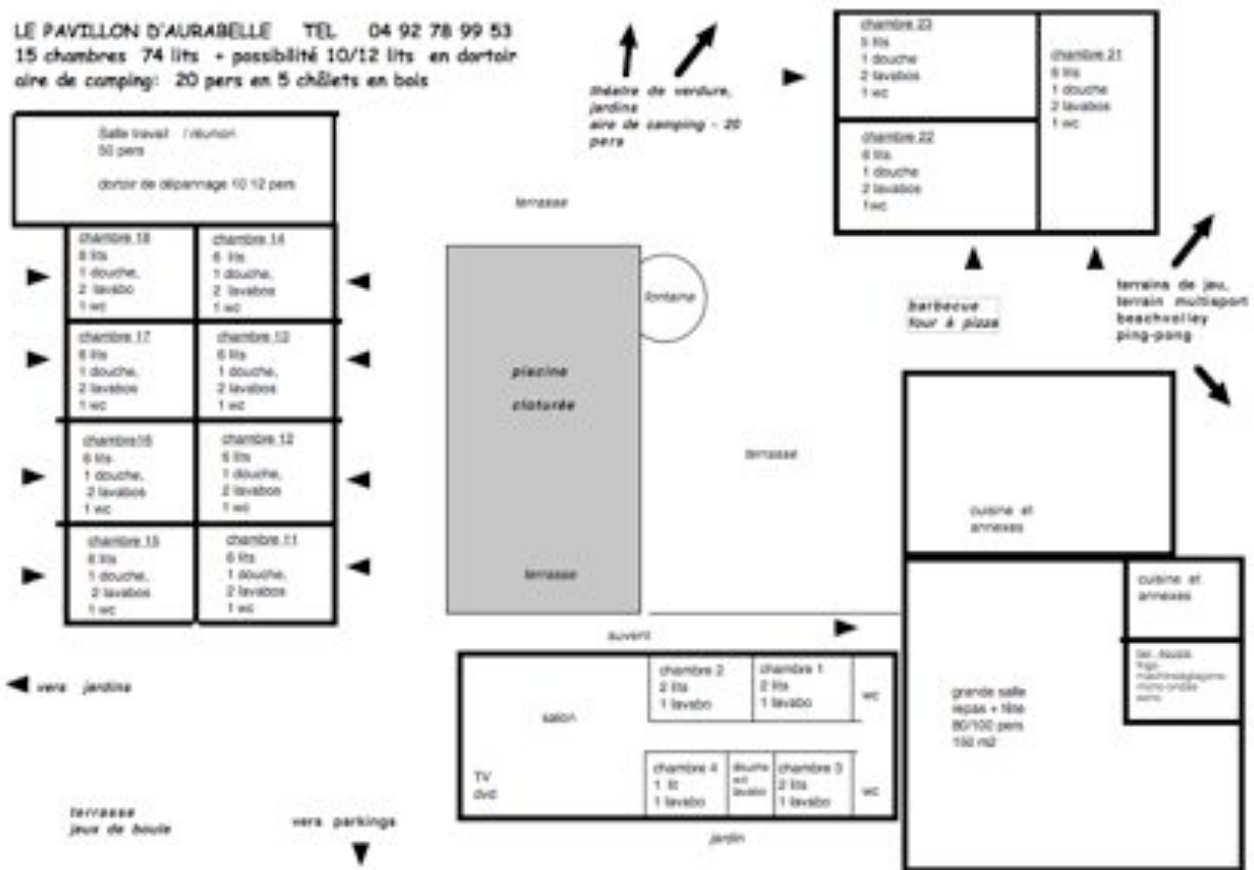 LE PAVILLON D'AURABELLE TEL 04 92 78 99 53
15 chambres 74 lits + possibilité 10/12 lits en dortoir
aire de camping: 20 pers en 5 châlets en bois
Salle travail / réunion
50 pers
dortoir de dépannage 10 12 pers
chambre 18
6 lits
1 douche,
2 lavabo
1 wc
chambre 14
6 lits
1 douche,
2 lavabos
1 wc
chambre 17
6 lits
1 douche,
2 lavabos
1 wc
chambre 13
6 lits
1 douche,
2 lavabos
1 wc
chambre16
6 lits
1 douche,
2 lavabos
1 wc
chambre 12
6 lits
1 douche,
2 lavabos
1 wc
chambre 15
6 lits
1 douche,
2 lavabos
1 wc
chambre 11
6 lits
1 douche,
2 lavabos
1 wc
vers jardins
terrasse
jeux de boule
vers parkings
théatre de verdure,
jardins
aire de camping - 20
pers
terrasse
fontaine
piscine
cloturée
terrasse
terrasse
auvent
chambre 23
5 lits
1 douche
2 lavabos
1 wc
chambre 22
6 lits
1 douche
2 lavabos
1wc
chambre 21
6 lits
1 douche
2 lavabos
1 wc
barbecue
four à pizza
terrains de jeu,
terrain multisport
beachvolley
ping-pong
cuisine et
annexes
cuisine et
annexes
bar équipé
frigo
micro-ondes
grande salle
repas + fête
80/100 pers
150 m2
salon
TV
dvd
chambre 2
2 lits
1 lavabo
chambre 1
2 lits
1 lavabo
wc
chambre 4
1 lit
1 lavabo
douche
wc
lavabo
chambre 3
2 lits
1 lavabo
wc
jardin